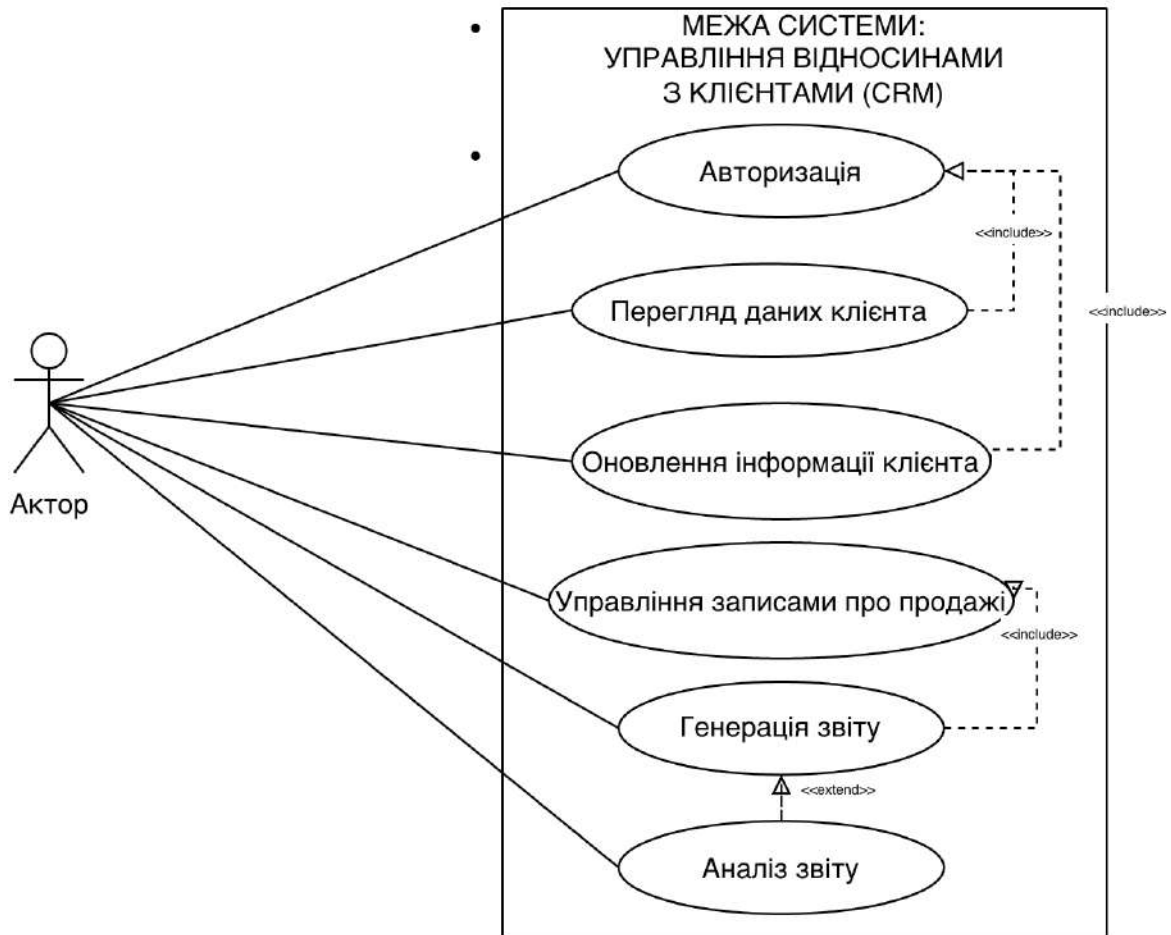 МЕЖА СИСТЕМИ:
УПРАВЛІННЯ ВІДНОСИНАМИ
З КЛІЄНТАМИ (CRM)
Авторизація
<<include>>
Перегляд даних клієнта
<<include>>
Оновлення інформації клієнта
Актор
Управління записами про продажі
<<include>>
Генерація звіту
<<extend>>
Аналіз звіту